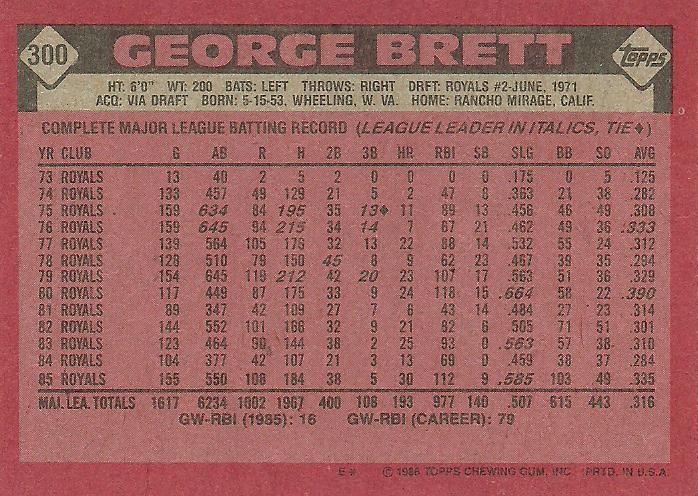 300 GEORGE BRETT topps
HT: 6'0" WT: 200 BATS: LEFT THROWS: RIGHT DRFT: ROYALS #2-JUNE, 1971
ACQ: VIA DRAFT BORN: 5-15-53, WHEELING, W. VA. HOME: RANCHO MIRAGE, CALIF.
COMPLETE MAJOR LEAGUE BATTING RECORD (LEAGUE LEADER IN ITALICS, TIE♦)
YR CLUB G AB R H 2B 3B HR RBI SB SLG BB SO AVG
73 ROYALS 13 40 2 5 2 0 0 0 0 .175 0 5 .125
74 ROYALS 133 457 49 129 21 5 2 47 8 .363 21 38 .282
75 ROYALS 159 634 84 195 35 13♦ 11 89 13 .456 46 49 .308
76 ROYALS 159 645 94 215 34 14 7 67 21 .462 49 36 .333
77 ROYALS 139 564 105 176 32 13 22 88 14 .532 55 24 .312
78 ROYALS 128 510 79 150 45 8 9 62 23 .467 39 35 .294
79 ROYALS 154 645 119 212 42 20 23 107 17 .563 51 36 .329
80 ROYALS 117 449 87 175 33 9 24 118 15 .664 58 22 .390
81 ROYALS 89 347 42 109 27 7 6 43 14 .484 27 23 .314
82 ROYALS 144 552 101 166 32 9 21 82 6 .505 71 51 .301
83 ROYALS 123 464 90 144 38 2 25 93 0 .563 57 38 .310
84 ROYALS 104 377 42 107 21 3 13 69 0 .459 38 37 .284
85 ROYALS 155 550 108 184 38 5 30 112 9 .585 103 49 .335
MAJ. LEA. TOTALS 1617 6234 1002 1967 400 108 193 977 140 .507 615 443 .316
GW-RBI (1985): 16 GW-RBI (CAREER): 79
E* © 1986 TOPPS CHEWING GUM, INC PRTD. IN U.S.A.